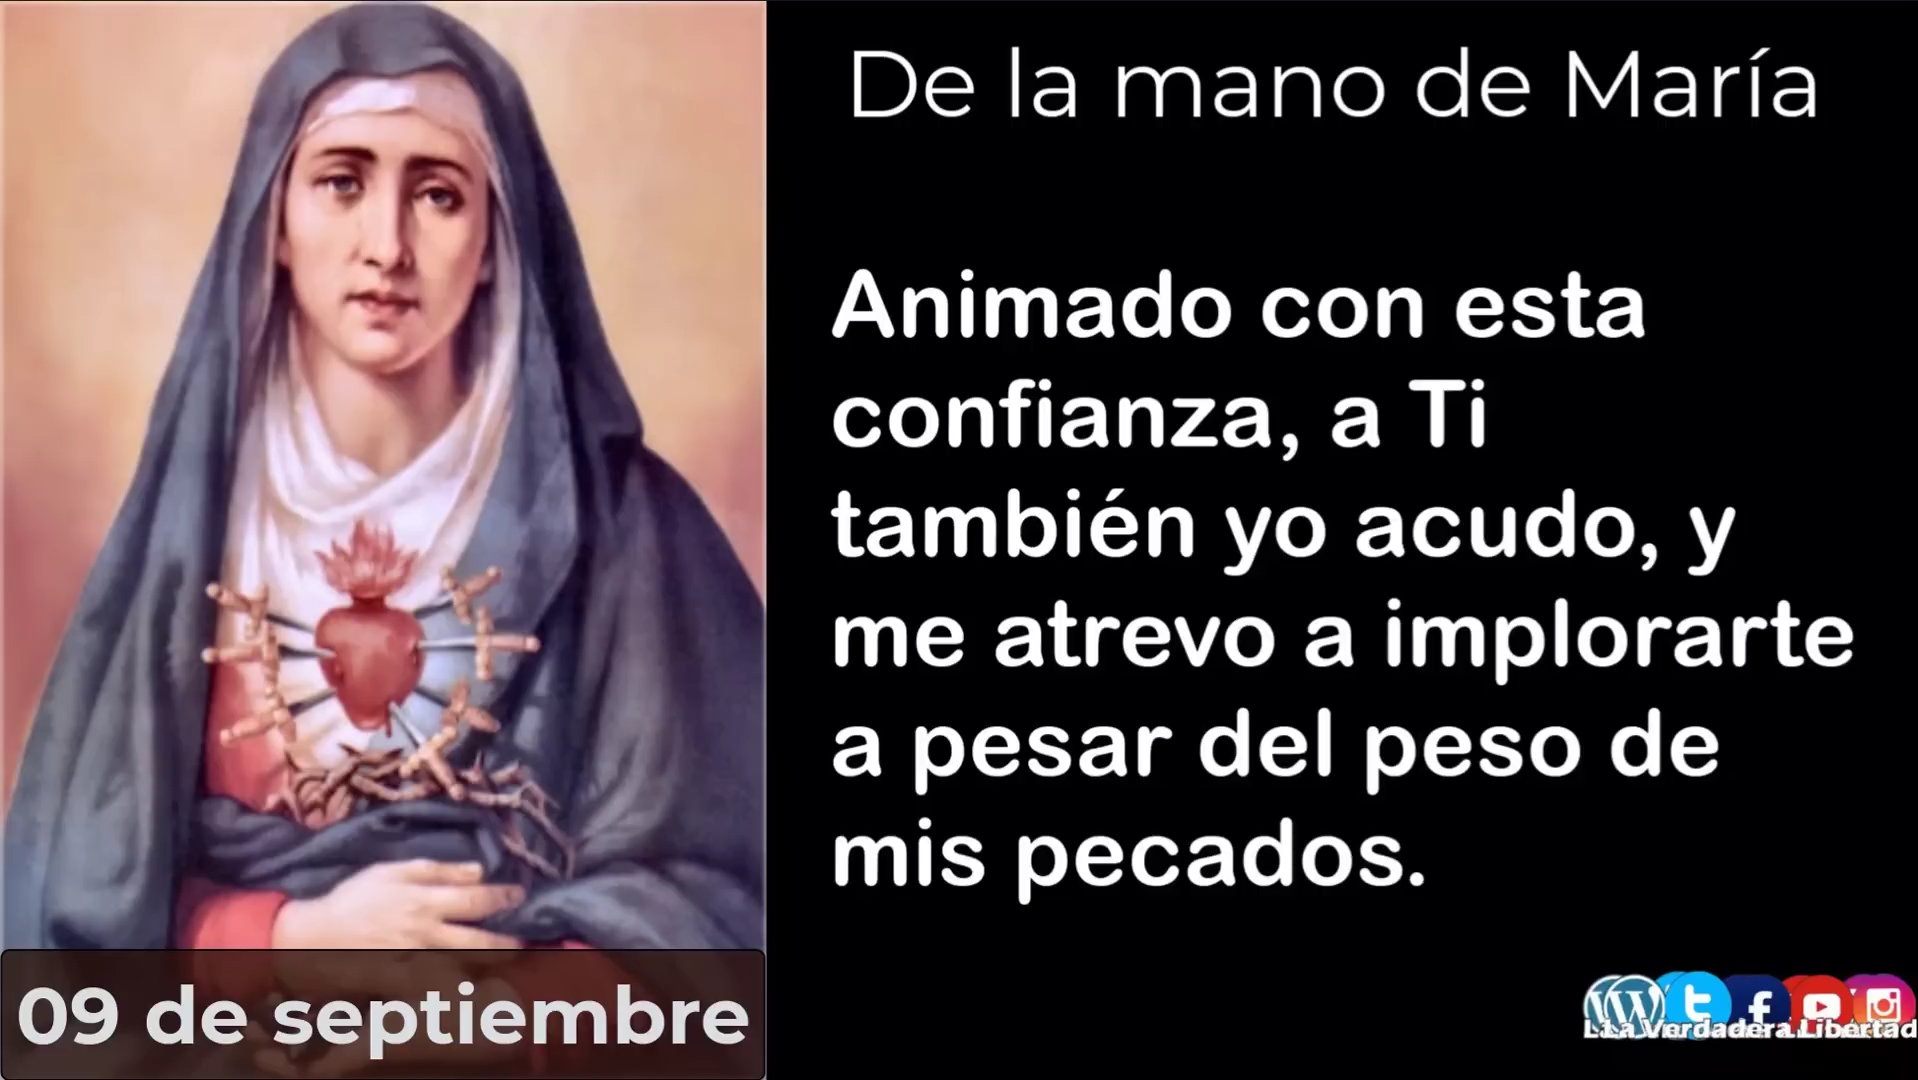 De la mano de María
Animado con esta
confianza, a Ti
también yo acudo, y
me atrevo a implorarte
a pesar del peso de
mis pecados.
09 de septiembre
La Verdadera Libertad